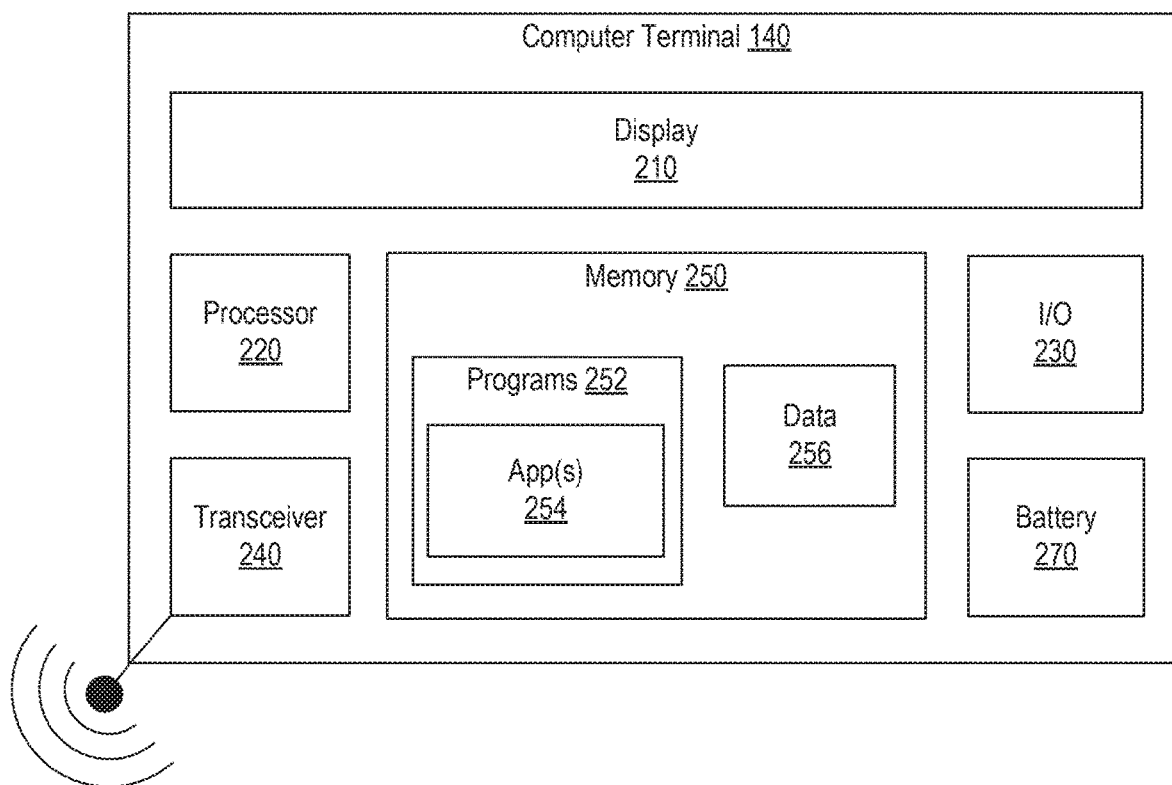 Computer Terminal 140
Display
210
Processor
220
Memory 250
I/O
230
Programs 252
App(s)
254
Data
256
Transceiver
240
Battery
270